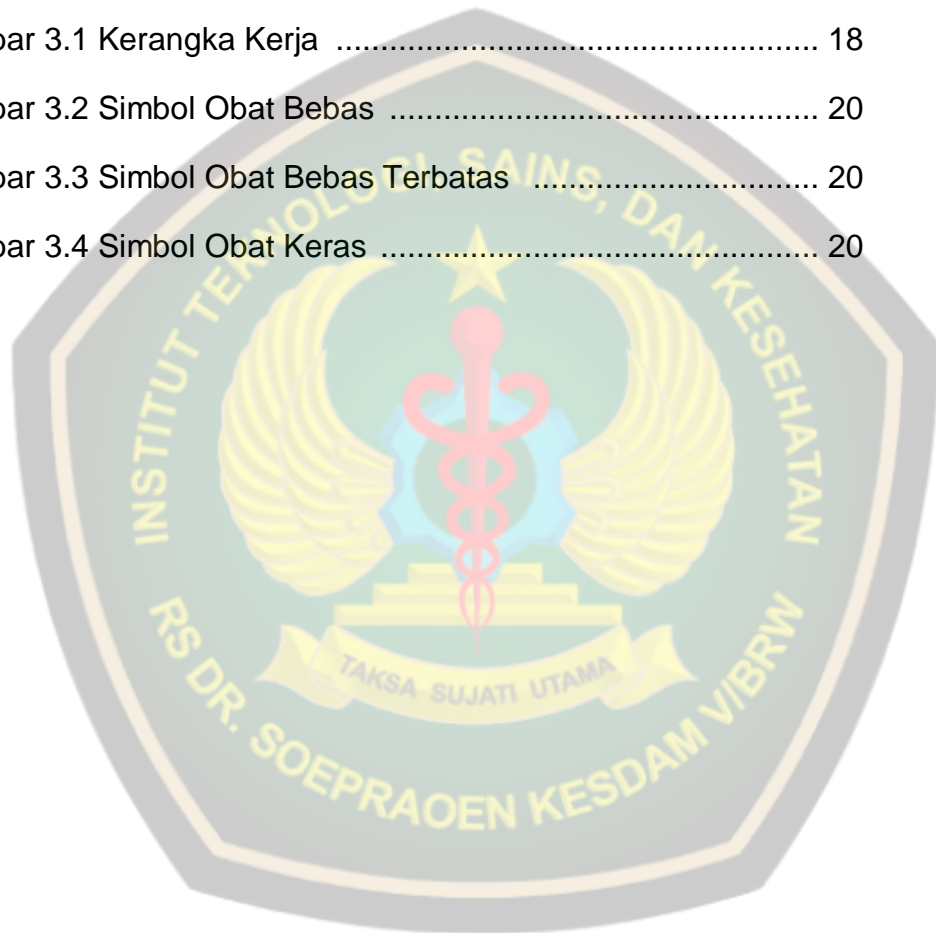 bar 3.1 Kerangka Kerja ...................................................... 18
bar 3.2 Simbol Obat Bebas ................................................ 20
bar 3.3 Simbol Obat Bebas Terbatas ................................ 20
bar 3.4 Simbol Obat Keras ................................................. 20
INSTITUT TEKNOLOGI, SAINS, DAN KESEHATAN
TAKSA SUJATI UTAMA
RS DR. SOEPRAOEN KESDAM V/BRW